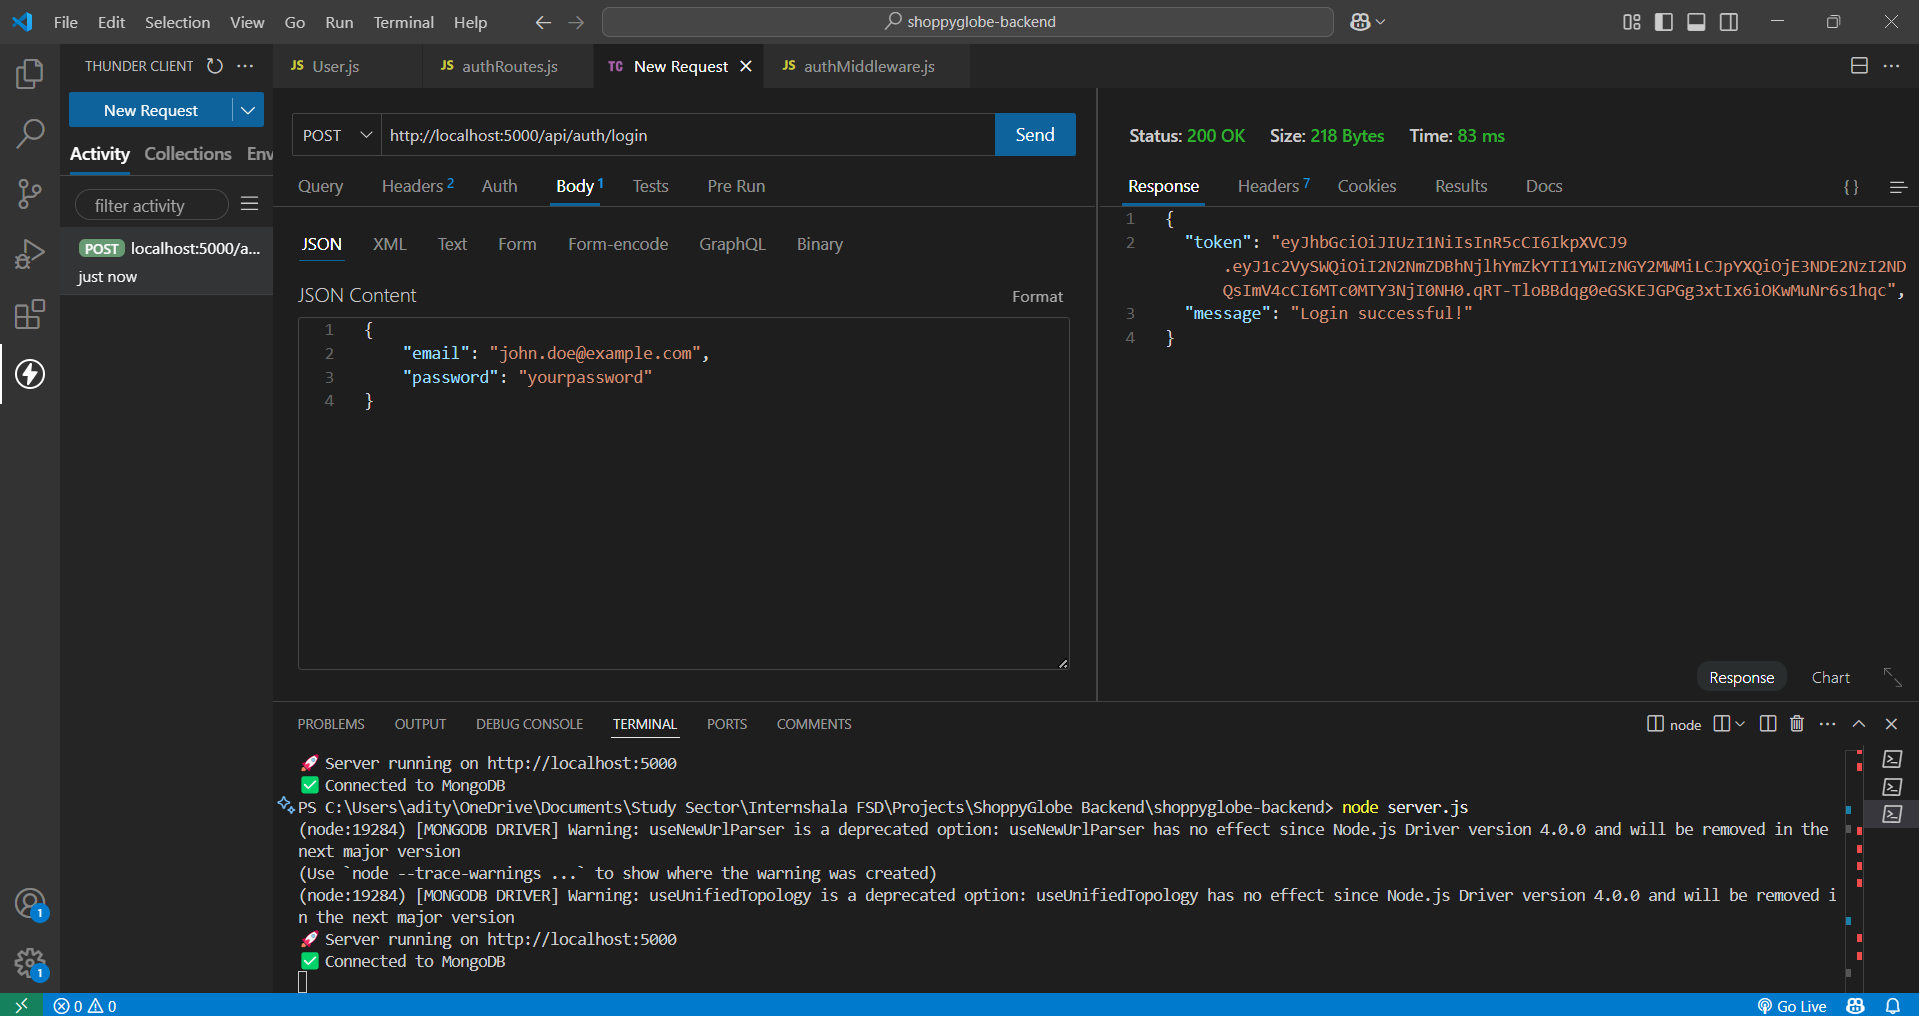 File Edit Selection View Go Run Terminal Help
shoppyglobe-backend
THUNDER CLIENT
JS User.js
JS authRoutes.js
TC New Request
JS authMiddleware.js
New Request
Activity Collections Env
filter activity
POST localhost:5000/a...
just now
POST http://localhost:5000/api/auth/login Send
Query Headers 2 Auth Body 1 Tests Pre Run
JSON XML Text Form Form-encode GraphQL Binary
JSON Content Format
1 {
2 "email": "john.doe@example.com",
3 "password": "yourpassword"
4 }
Status: 200 OK Size: 218 Bytes Time: 83 ms
Response Headers 7 Cookies Results Docs { }
1 {
2 "token": "eyJhbGciOiJIUzI1NiIsInR5cCI6IkpXVCJ9
.eyJ1c2VySWQiOiI2N2NmZDBhNjlhYmZkYTI1YWIzNGY2MWMiLCJpYXQiOjE3NDE2NzI2ND
QsImV4cCI6MTc0MTY3NjI0NH0.qRT-TloBBdqg0eGSKEJGPGg3xtIx6iOKwMuNr6s1hqc",
3 "message": "Login successful!"
4 }
Response Chart
PROBLEMS OUTPUT DEBUG CONSOLE TERMINAL PORTS COMMENTS
node
🚀 Server running on http://localhost:5000
✅ Connected to MongoDB
PS C:\Users\adity\OneDrive\Documents\Study Sector\Internshala FSD\Projects\ShoppyGlobe Backend\shoppyglobe-backend> node server.js
(node:19284) [MONGODB DRIVER] Warning: useNewUrlParser is a deprecated option: useNewUrlParser has no effect since Node.js Driver version 4.0.0 and will be removed in the
next major version
(Use `node --trace-warnings ...` to show where the warning was created)
(node:19284) [MONGODB DRIVER] Warning: useUnifiedTopology is a deprecated option: useUnifiedTopology has no effect since Node.js Driver version 4.0.0 and will be removed i
n the next major version
🚀 Server running on http://localhost:5000
✅ Connected to MongoDB
1
1
0 0
Go Live